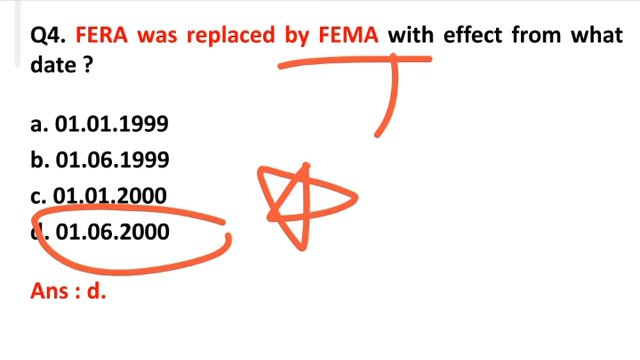 Q4. FERA was replaced by FEMA with effect from what
date ?
a. 01.01.1999
b. 01.06.1999
c. 01.01.2000
d. 01.06.2000
Ans : d.